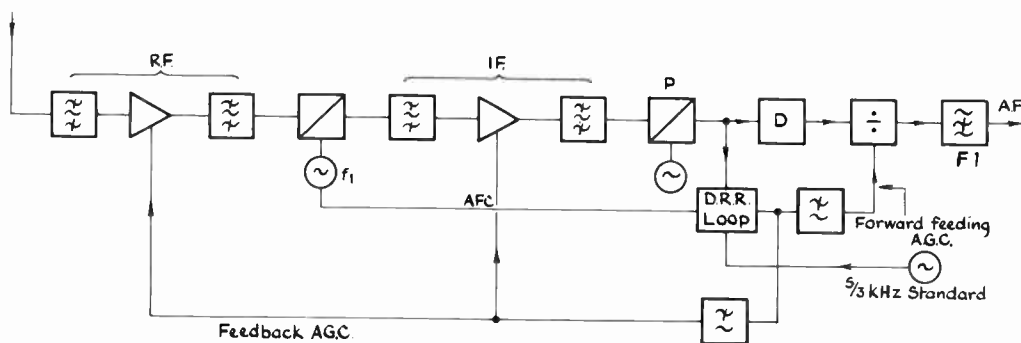 R.F.
I.F.
P
D
÷
AF
F1
f1
AFC
D.R.R.
Loop
Forward feeding
A.G.C.
5/3 kHz Standard
Feedback A.G.C.